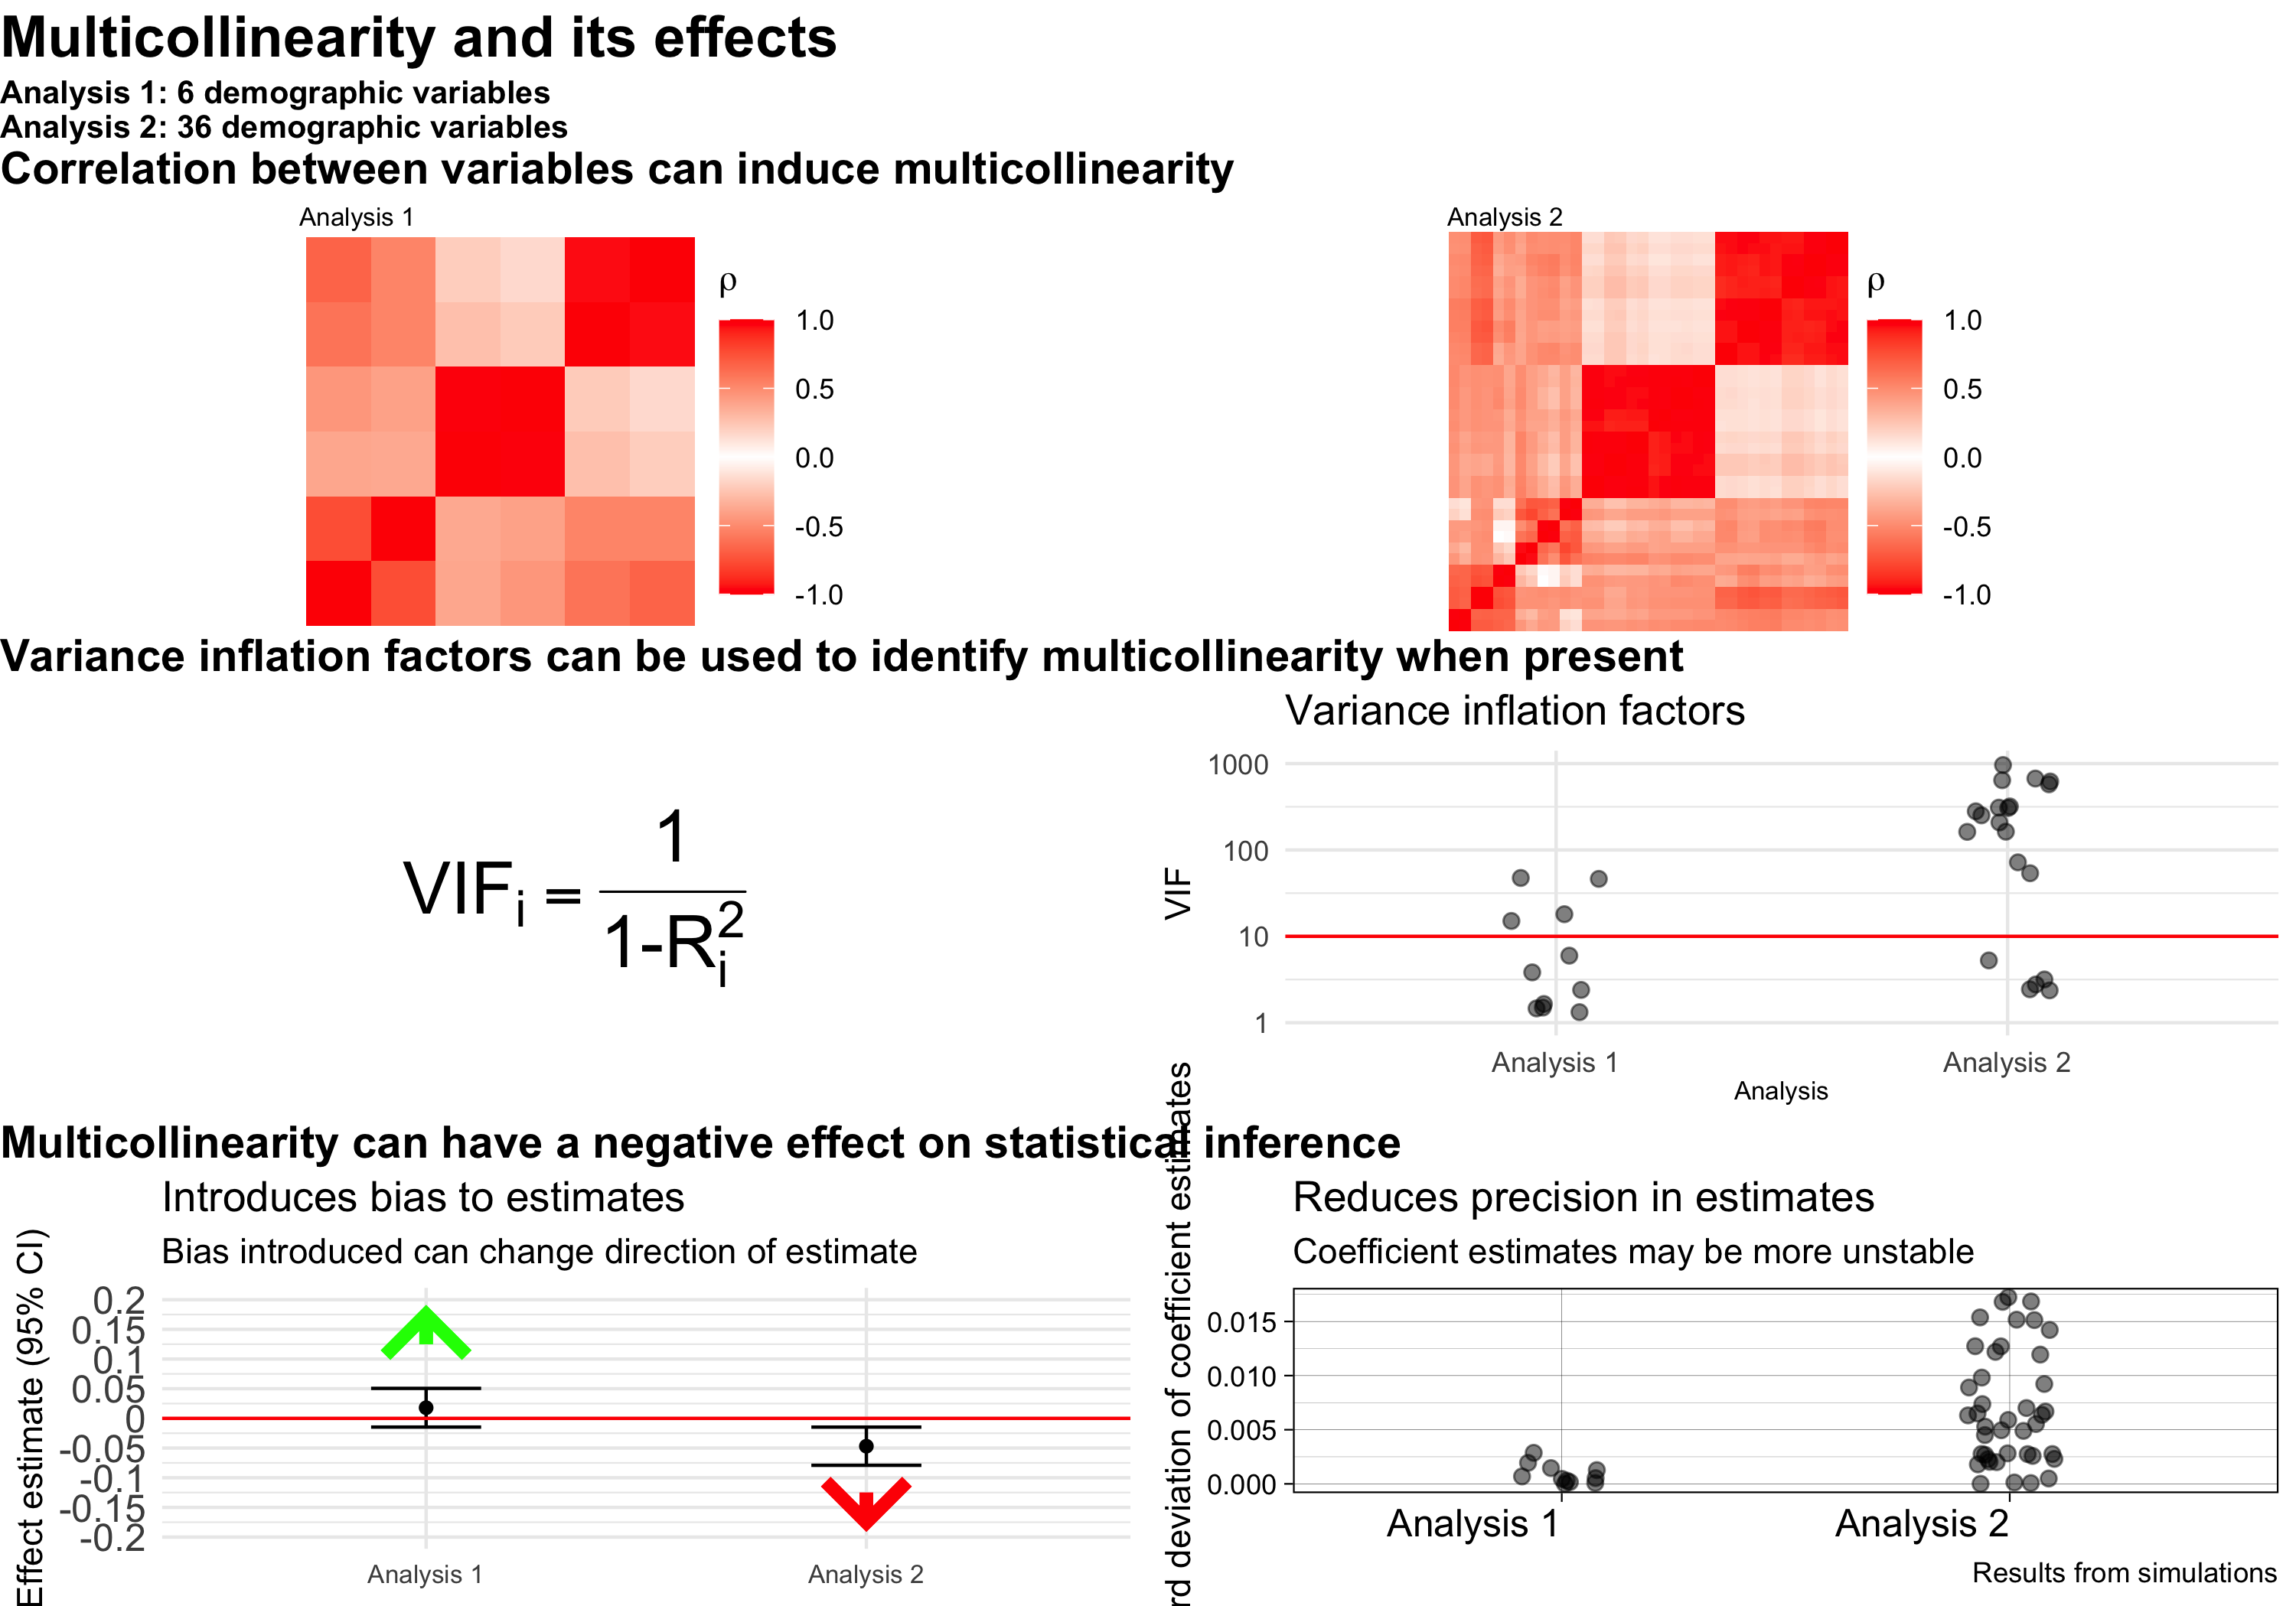 Multicollinearity and its effects
Analysis 1: 6 demographic variables
Analysis 2: 36 demographic variables
Correlation between variables can induce multicollinearity
Analysis 1
ρ
1.0
0.5
0.0
-0.5
-1.0
Analysis 2
ρ
1.0
0.5
0.0
-0.5
-1.0
Variance inflation factors can be used to identify multicollinearity when present
VIF_i = 1
1-R_i^2
Variance inflation factors
VIF
1000
100
10
1
Analysis 1
Analysis 2
Analysis
Multicollinearity can have a negative effect on statistical inference
Introduces bias to estimates
Bias introduced can change direction of estimate
Effect estimate (95% CI)
0.2
0.15
0.1
0.05
0
-0.05
-0.1
-0.15
-0.2
Analysis 1
Analysis 2
Reduces precision in estimates
Coefficient estimates may be more unstable
rd deviation of coefficient estimates
0.015
0.010
0.005
0.000
Analysis 1
Analysis 2
Results from simulations